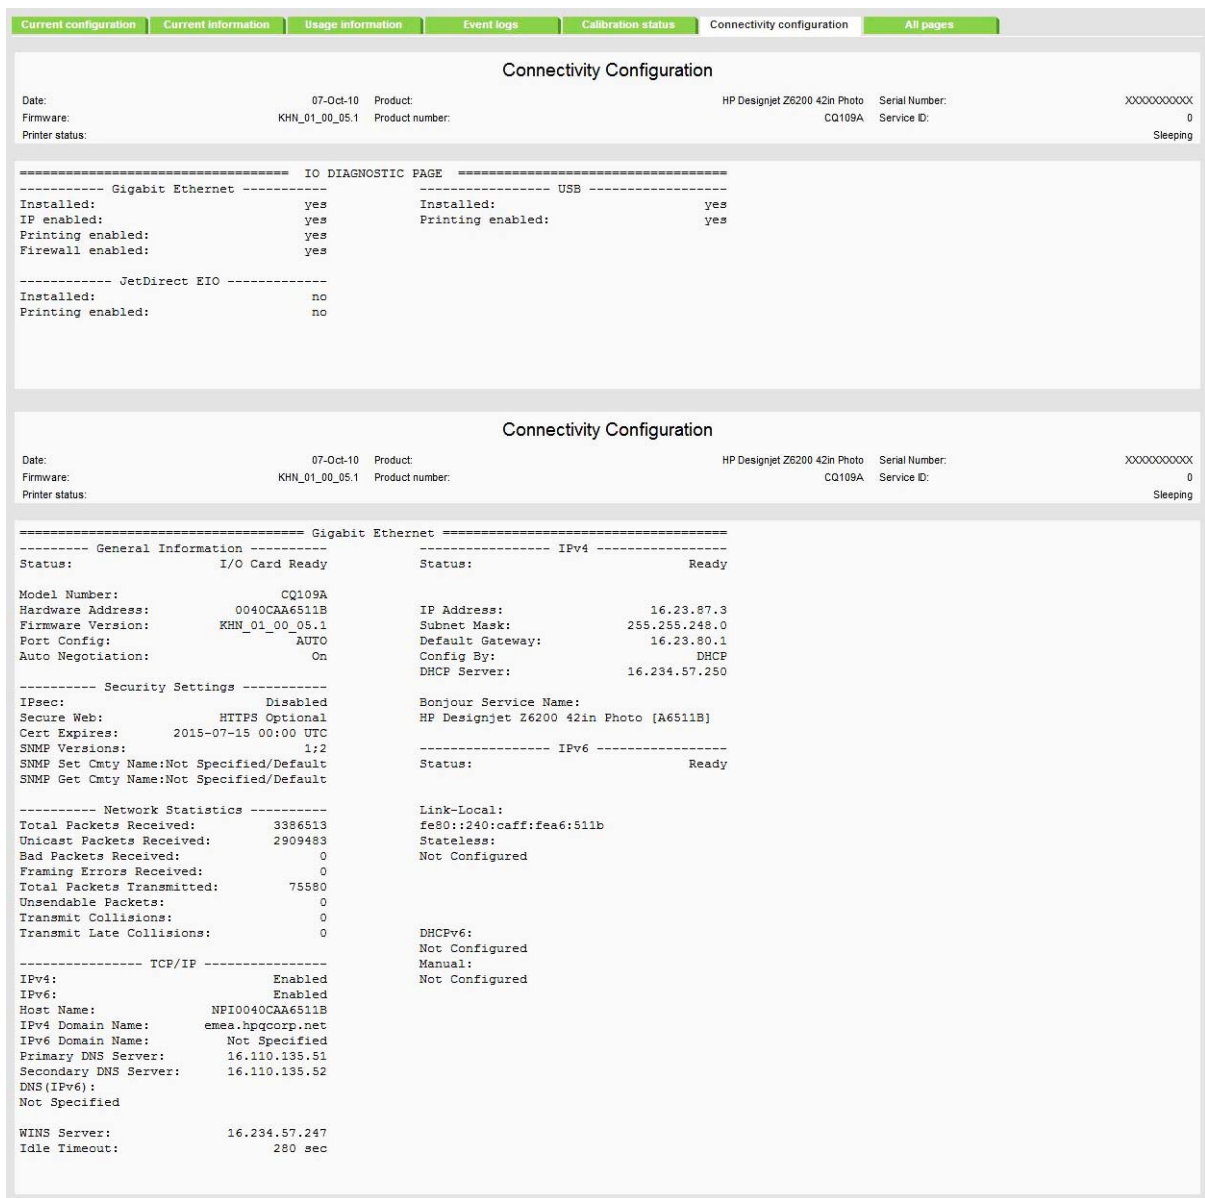 Current configuration Current information Usage information Event logs Calibration status Connectivity configuration All pages
Connectivity Configuration
Date: 07-Oct-10 Product: HP Designjet Z6200 42in Photo Serial Number: XXXXXXXXXX
Firmware: KHN_01_00_05.1 Product number: CQ109A Service ID: 0
Printer status: Sleeping
=================================== IO DIAGNOSTIC PAGE ===================================
----------- Gigabit Ethernet ----------- ----------------- USB ------------------
Installed: yes Installed: yes
IP enabled: yes Printing enabled: yes
Printing enabled: yes
Firewall enabled: yes
------------ JetDirect EIO -------------
Installed: no
Printing enabled: no
Connectivity Configuration
Date: 07-Oct-10 Product: HP Designjet Z6200 42in Photo Serial Number: XXXXXXXXXX
Firmware: KHN_01_00_05.1 Product number: CQ109A Service ID: 0
Printer status: Sleeping
===================================== Gigabit Ethernet =====================================
--------- General Information ---------- ----------------- IPv4 -----------------
Status: I/O Card Ready Status: Ready
Model Number: CQ109A
Hardware Address: 0040CAA6511B IP Address: 16.23.87.3
Firmware Version: KHN_01_00_05.1 Subnet Mask: 255.255.248.0
Port Config: AUTO Default Gateway: 16.23.80.1
Auto Negotiation: On Config By: DHCP
DHCP Server: 16.234.57.250
---------- Security Settings -----------
IPsec: Disabled Bonjour Service Name:
Secure Web: HTTPS Optional HP Designjet Z6200 42in Photo [A6511B]
Cert Expires: 2015-07-15 00:00 UTC
SNMP Versions: 1;2 ----------------- IPv6 -----------------
SNMP Set Cmty Name:Not Specified/Default Status: Ready
SNMP Get Cmty Name:Not Specified/Default
---------- Network Statistics ---------- Link-Local:
Total Packets Received: 3386513 fe80::240:caff:fea6:511b
Unicast Packets Received: 2909483 Stateless:
Bad Packets Received: 0 Not Configured
Framing Errors Received: 0
Total Packets Transmitted: 75580
Unsendable Packets: 0
Transmit Collisions: 0
Transmit Late Collisions: 0 DHCPv6:
Not Configured
---------------- TCP/IP ---------------- Manual:
IPv4: Enabled Not Configured
IPv6: Enabled
Host Name: NPI0040CAA6511B
IPv4 Domain Name: emea.hpqcorp.net
IPv6 Domain Name: Not Specified
Primary DNS Server: 16.110.135.51
Secondary DNS Server: 16.110.135.52
DNS(IPv6):
Not Specified
WINS Server: 16.234.57.247
Idle Timeout: 280 sec